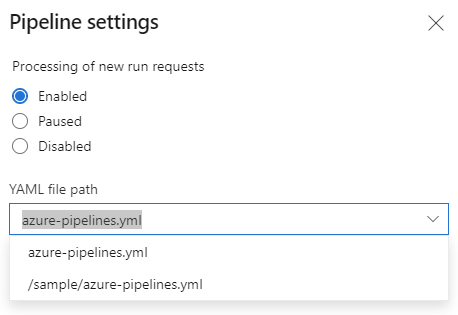 Pipeline settings
Processing of new run requests
Enabled
Paused
Disabled
YAML file path
azure-pipelines.yml
azure-pipelines.yml
/sample/azure-pipelines.yml